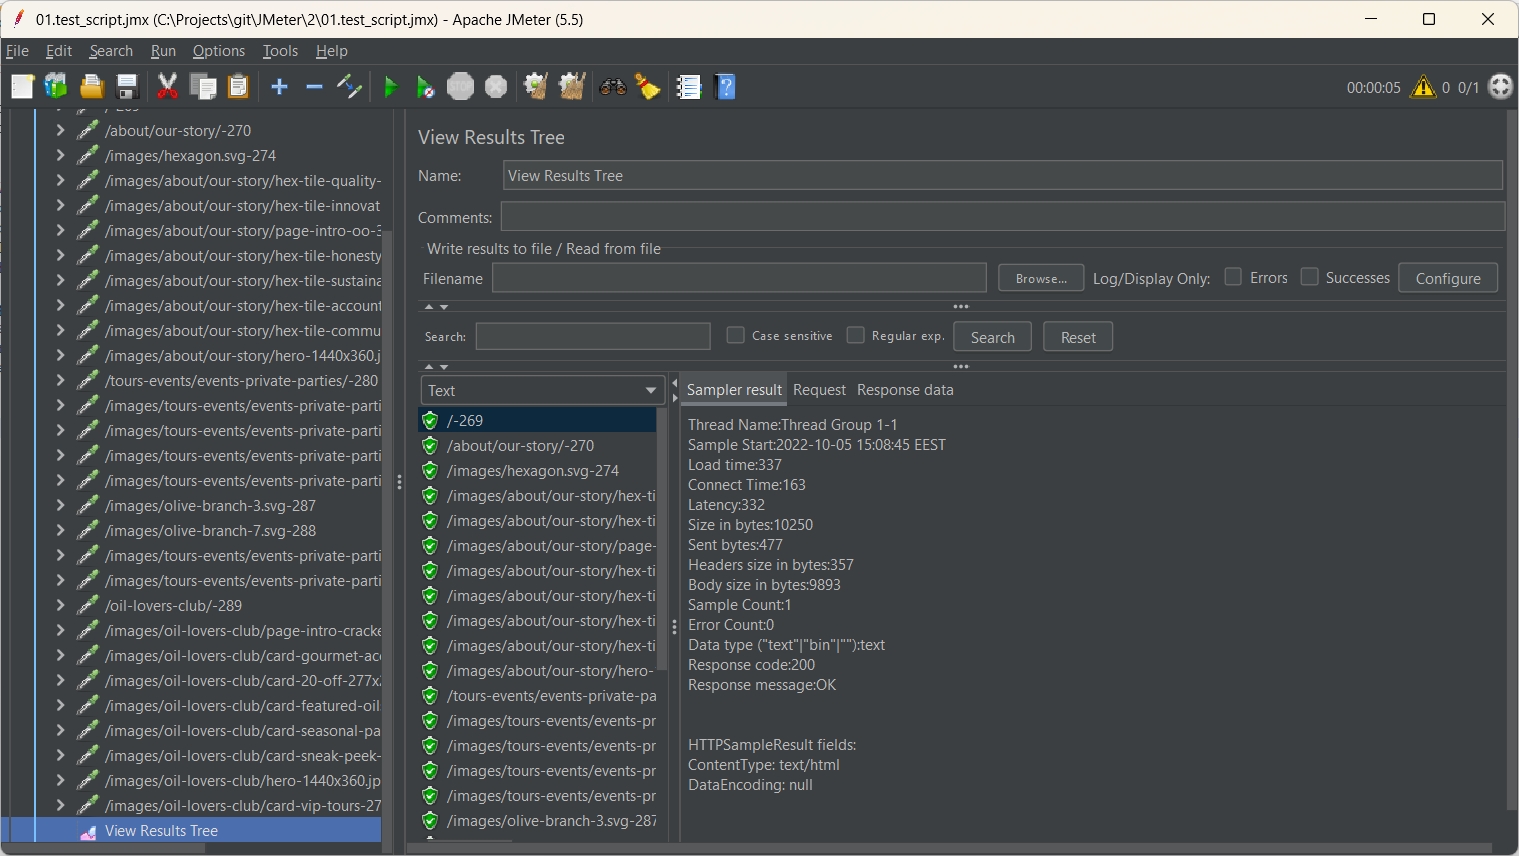 01.test_script.jmx (C:\Projects\git\JMeter\2\01.test_script.jmx) - Apache JMeter (5.5)
File Edit Search Run Options Tools Help
STOP
00:00:05 0 0/1
/about/our-story/-270
/images/hexagon.svg-274
/images/about/our-story/hex-tile-quality-
/images/about/our-story/hex-tile-innovat
/images/about/our-story/page-intro-oo-3
/images/about/our-story/hex-tile-honesty
/images/about/our-story/hex-tile-sustaina
/images/about/our-story/hex-tile-account
/images/about/our-story/hex-tile-commu
/images/about/our-story/hero-1440x360.j
/tours-events/events-private-parties/-280
/images/tours-events/events-private-parti
/images/tours-events/events-private-parti
/images/tours-events/events-private-parti
/images/tours-events/events-private-parti
/images/olive-branch-3.svg-287
/images/olive-branch-7.svg-288
/images/tours-events/events-private-parti
/images/tours-events/events-private-parti
/oil-lovers-club/-289
/images/oil-lovers-club/page-intro-cracke
/images/oil-lovers-club/card-gourmet-acc
/images/oil-lovers-club/card-20-off-277x
/images/oil-lovers-club/card-featured-oil
/images/oil-lovers-club/card-seasonal-pa
/images/oil-lovers-club/card-sneak-peek-
/images/oil-lovers-club/hero-1440x360.jp
/images/oil-lovers-club/card-vip-tours-27
View Results Tree
View Results Tree
Name: View Results Tree
Comments:
Write results to file / Read from file
Filename Browse... Log/Display Only: Errors Successes Configure
Search: Case sensitive Regular exp. Search Reset
Text
/-269
/about/our-story/-270
/images/hexagon.svg-274
/images/about/our-story/hex-ti
/images/about/our-story/hex-ti
/images/about/our-story/page-
/images/about/our-story/hex-ti
/images/about/our-story/hex-ti
/images/about/our-story/hex-ti
/images/about/our-story/hex-ti
/images/about/our-story/hero-
/tours-events/events-private-pa
/images/tours-events/events-pr
/images/tours-events/events-pr
/images/tours-events/events-pr
/images/tours-events/events-pr
/images/olive-branch-3.svg-287
Sampler result Request Response data
Thread Name:Thread Group 1-1
Sample Start:2022-10-05 15:08:45 EEST
Load time:337
Connect Time:163
Latency:332
Size in bytes:10250
Sent bytes:477
Headers size in bytes:357
Body size in bytes:9893
Sample Count:1
Error Count:0
Data type ("text"|"bin"|""):text
Response code:200
Response message:OK
HTTPSampleResult fields:
ContentType: text/html
DataEncoding: null